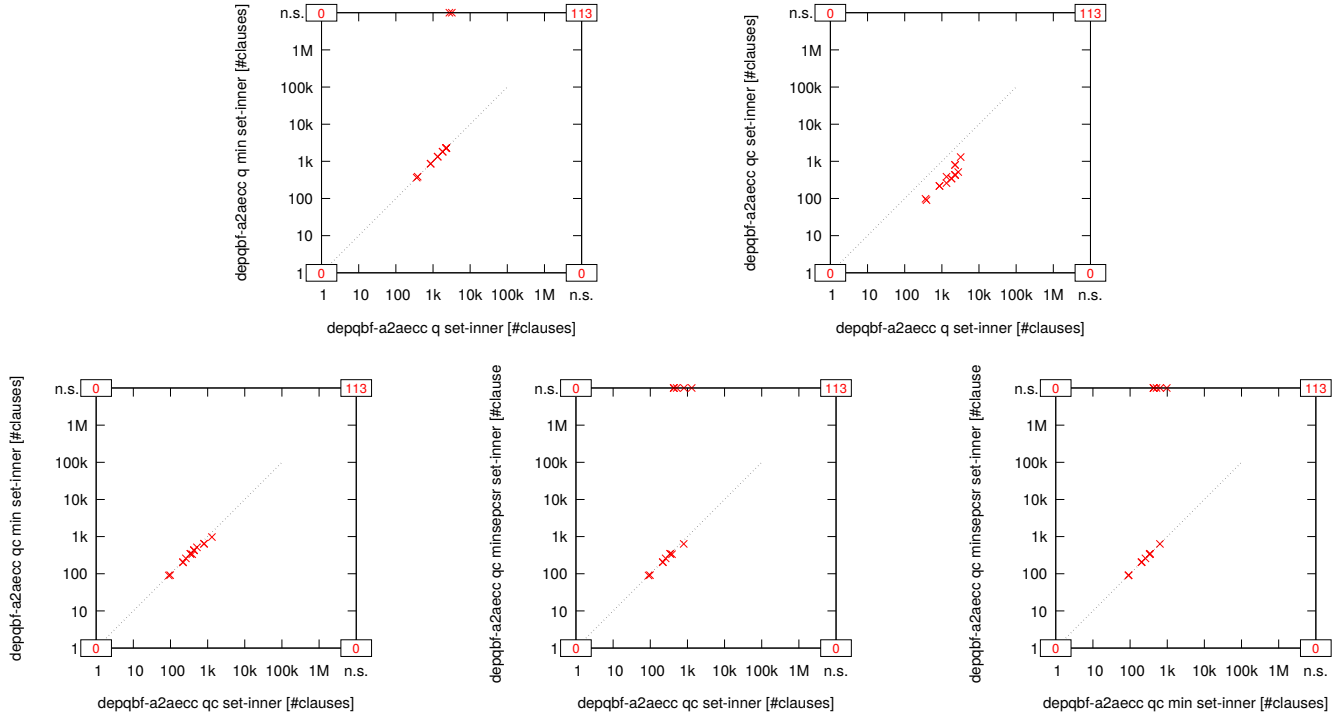 depqbf-a2aecc q min set-inner [#clauses]
n.s.
1M
100k
10k
1k
100
10
1
0
113
0
0
1 10 100 1k 10k 100k 1M n.s.
depqbf-a2aecc q set-inner [#clauses]
depqbf-a2aecc qc set-inner [#clauses]
n.s.
1M
100k
10k
1k
100
10
1
0
113
0
0
1 10 100 1k 10k 100k 1M n.s.
depqbf-a2aecc q set-inner [#clauses]
depqbf-a2aecc qc min set-inner [#clauses]
n.s.
1M
100k
10k
1k
100
10
1
0
113
0
0
1 10 100 1k 10k 100k 1M n.s.
depqbf-a2aecc qc set-inner [#clauses]
depqbf-a2aecc qc minsepcsr set-inner [#clause
n.s.
1M
100k
10k
1k
100
10
1
0
113
0
0
1 10 100 1k 10k 100k 1M n.s.
depqbf-a2aecc qc set-inner [#clauses]
depqbf-a2aecc qc minsepcsr set-inner [#clause
n.s.
1M
100k
10k
1k
100
10
1
0
113
0
0
1 10 100 1k 10k 100k 1M n.s.
depqbf-a2aecc qc min set-inner [#clauses]